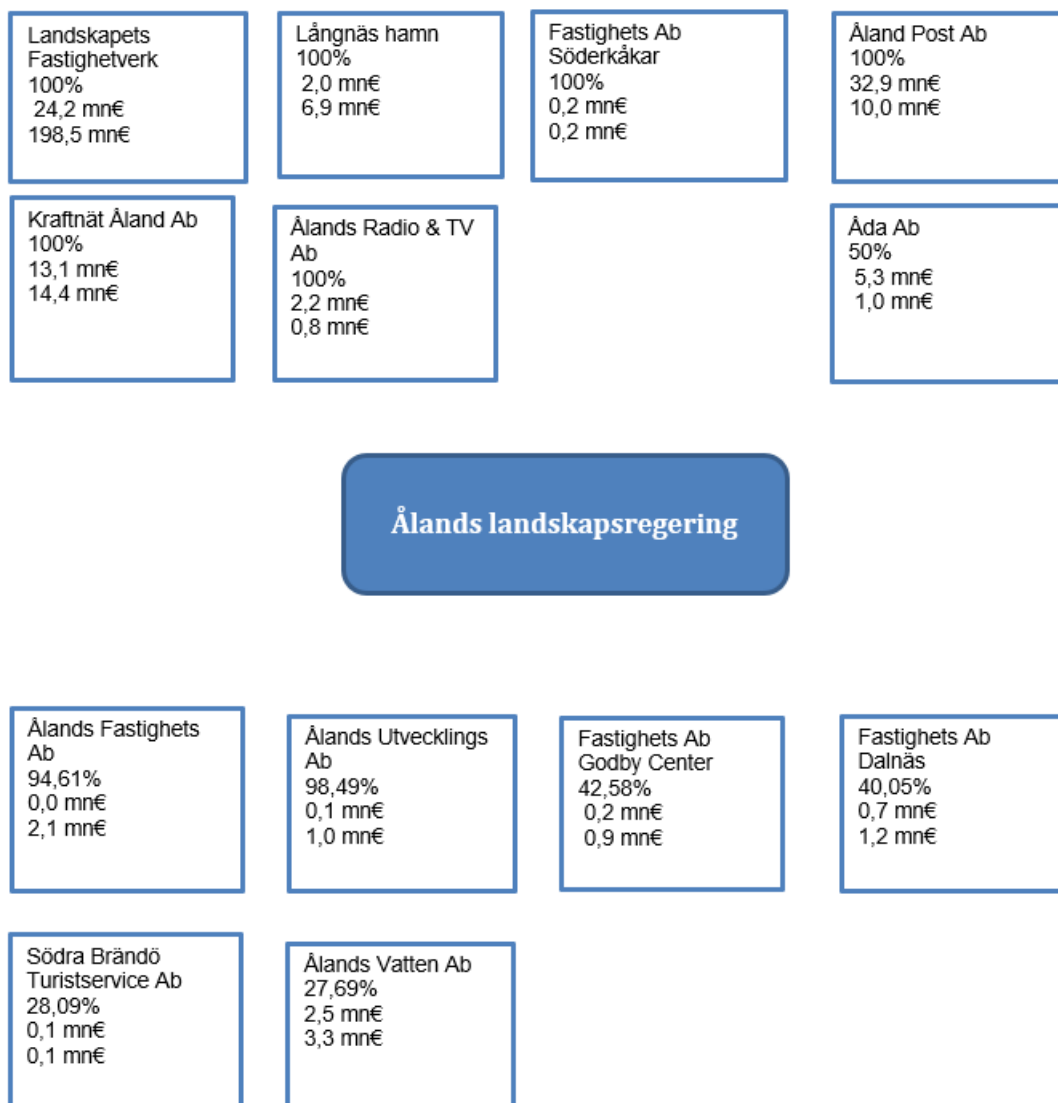 Landskapets
Fastighetverk
100%
24,2 mn€
198,5 mn€
Långnäs hamn
100%
2,0 mn€
6,9 mn€
Fastighets Ab
Söderkåkar
100%
0,2 mn€
0,2 mn€
Åland Post Ab
100%
32,9 mn€
10,0 mn€
Kraftnät Åland Ab
100%
13,1 mn€
14,4 mn€
Ålands Radio & TV
Ab
100%
2,2 mn€
0,8 mn€
Åda Ab
50%
5,3 mn€
1,0 mn€
Ålands landskapsregering
Ålands Fastighets
Ab
94,61%
0,0 mn€
2,1 mn€
Ålands Utvecklings
Ab
98,49%
0,1 mn€
1,0 mn€
Fastighets Ab
Godby Center
42,58%
0,2 mn€
0,9 mn€
Fastighets Ab
Dalnäs
40,05%
0,7 mn€
1,2 mn€
Södra Brändö
Turistservice Ab
28,09%
0,1 mn€
0,1 mn€
Ålands Vatten Ab
27,69%
2,5 mn€
3,3 mn€